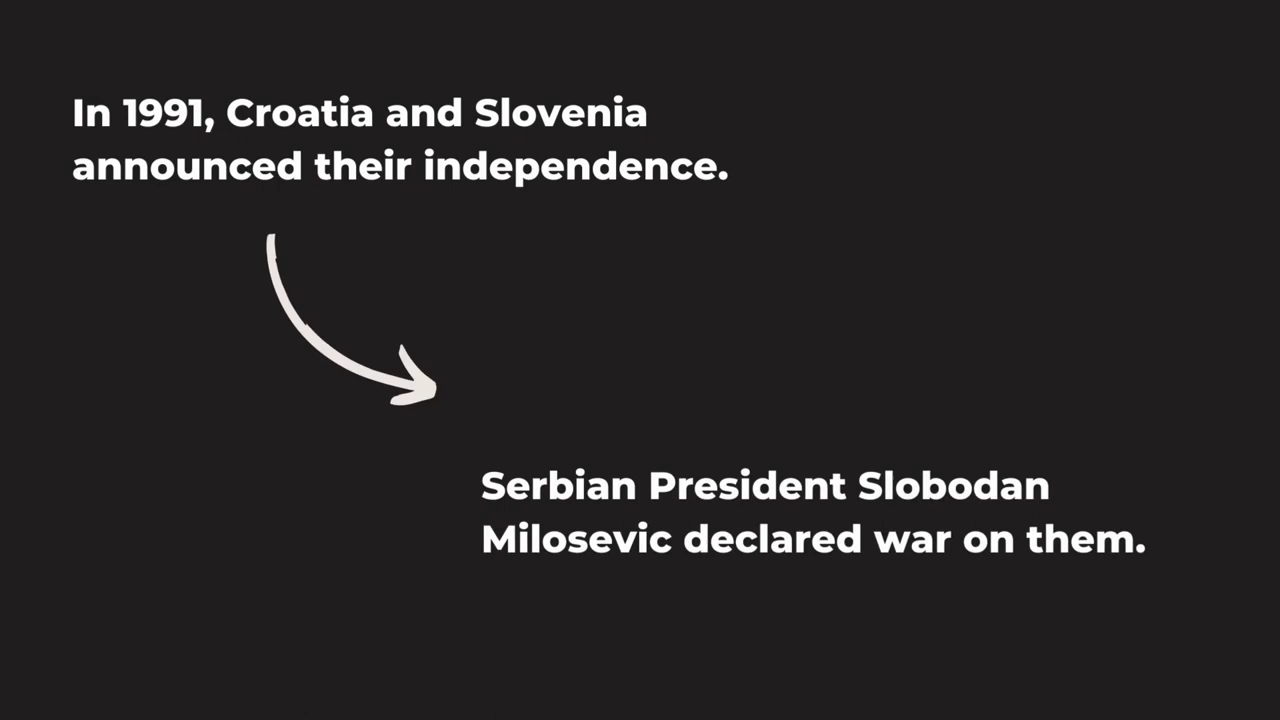 In 1991, Croatia and Slovenia
announced their independence.
Serbian President Slobodan
Milosevic declared war on them.